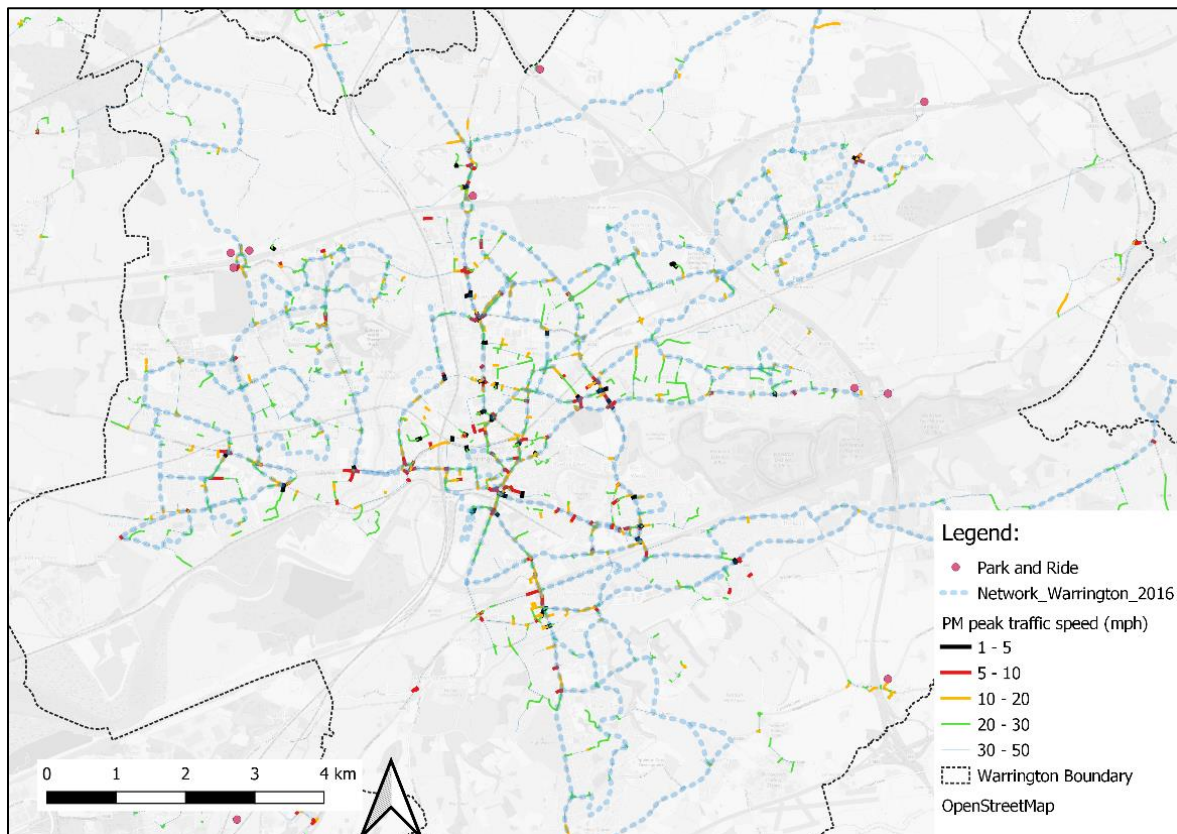 Legend:
Park and Ride
Network_Warrington_2016
PM peak traffic speed (mph)
1 - 5
5 - 10
10 - 20
20 - 30
30 - 50
Warrington Boundary
OpenStreetMap
0 1 2 3 4 km